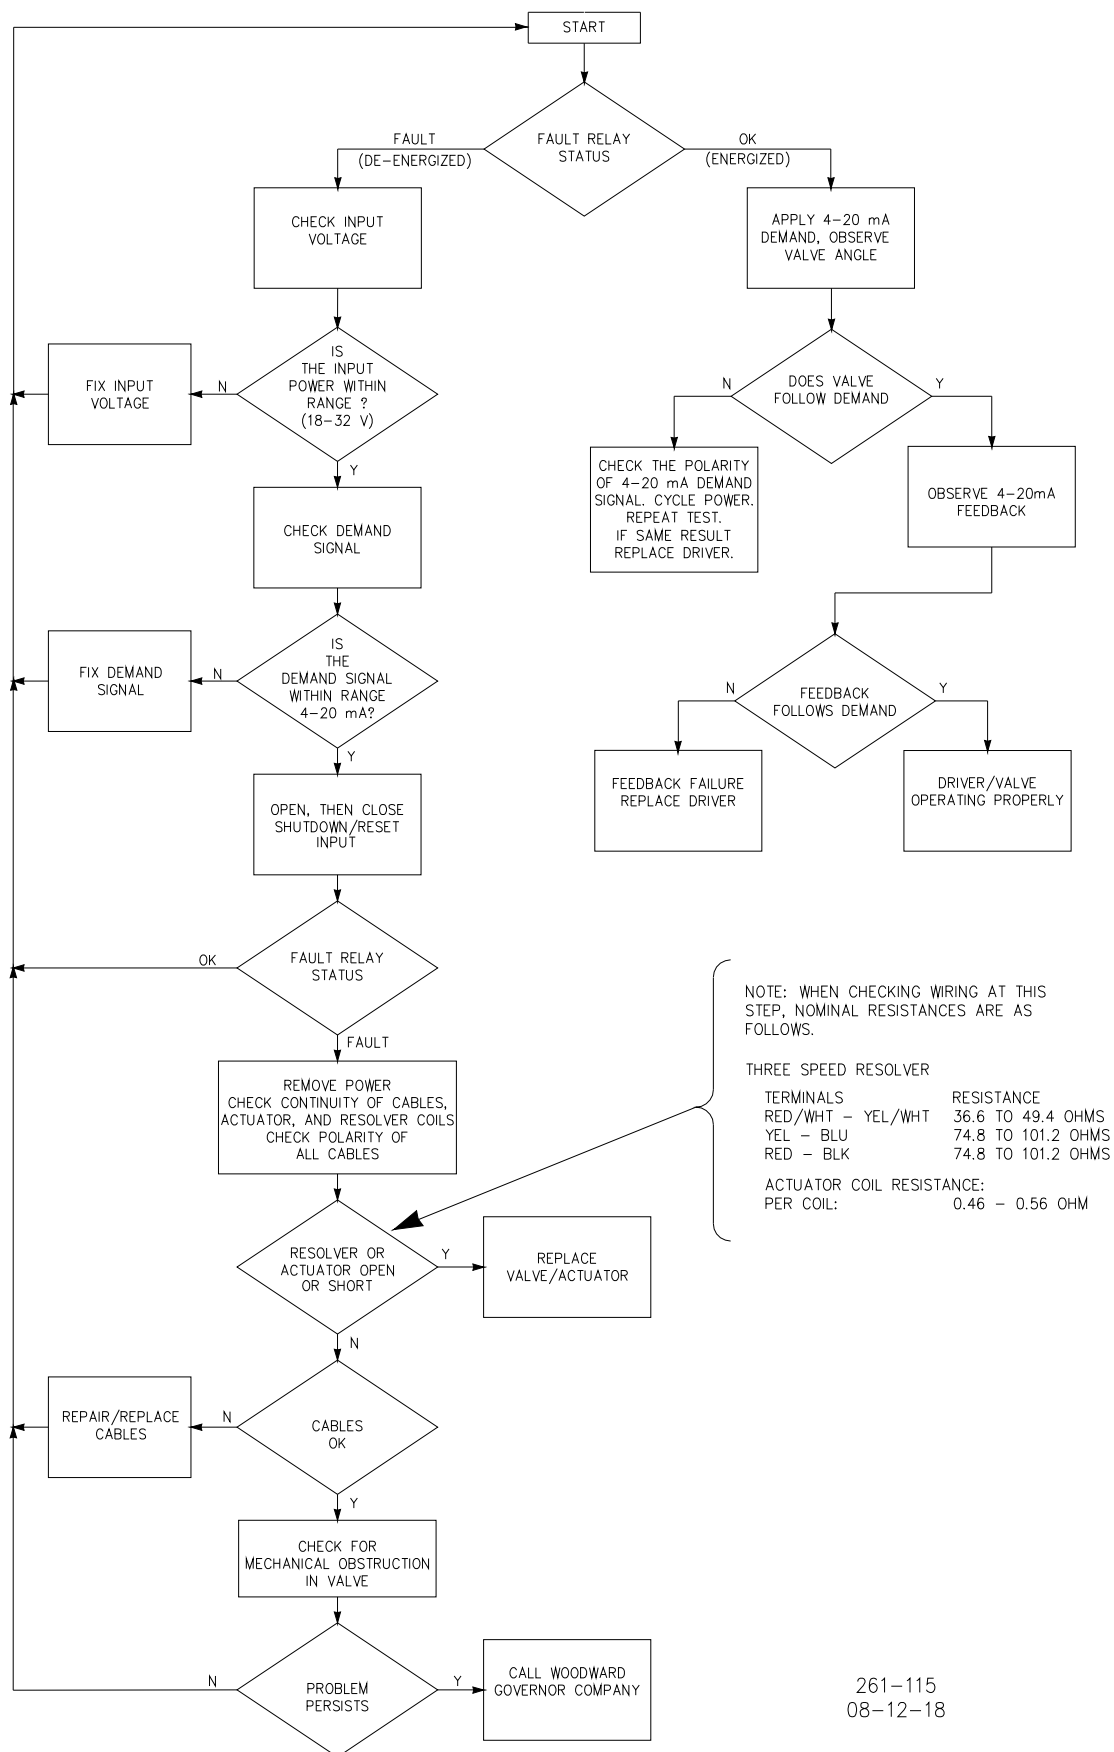 START
FAULT RELAY
STATUS
FAULT
(DE-ENERGIZED)
OK
(ENERGIZED)
CHECK INPUT
VOLTAGE
APPLY 4-20 mA
DEMAND, OBSERVE
VALVE ANGLE
IS
THE INPUT
POWER WITHIN
RANGE ?
(18-32 V)
N
FIX INPUT
VOLTAGE
Y
DOES VALVE
FOLLOW DEMAND
N
Y
CHECK THE POLARITY
OF 4-20 mA DEMAND
SIGNAL. CYCLE POWER.
REPEAT TEST.
IF SAME RESULT
REPLACE DRIVER.
OBSERVE 4-20mA
FEEDBACK
CHECK DEMAND
SIGNAL
IS
THE
DEMAND SIGNAL
WITHIN RANGE
4-20 mA?
N
FIX DEMAND
SIGNAL
Y
FEEDBACK
FOLLOWS DEMAND
N
Y
FEEDBACK FAILURE
REPLACE DRIVER
DRIVER/VALVE
OPERATING PROPERLY
OPEN, THEN CLOSE
SHUTDOWN/RESET
INPUT
FAULT RELAY
STATUS
OK
FAULT
REMOVE POWER
CHECK CONTINUITY OF CABLES,
ACTUATOR, AND RESOLVER COILS
CHECK POLARITY OF
ALL CABLES
NOTE: WHEN CHECKING WIRING AT THIS
STEP, NOMINAL RESISTANCES ARE AS
FOLLOWS.
THREE SPEED RESOLVER
TERMINALS RESISTANCE
RED/WHT - YEL/WHT 36.6 TO 49.4 OHMS
YEL - BLU 74.8 TO 101.2 OHMS
RED - BLK 74.8 TO 101.2 OHMS
ACTUATOR COIL RESISTANCE:
PER COIL: 0.46 - 0.56 OHM
RESOLVER OR
ACTUATOR OPEN
OR SHORT
Y
REPLACE
VALVE/ACTUATOR
N
CABLES
OK
N
REPAIR/REPLACE
CABLES
Y
CHECK FOR
MECHANICAL OBSTRUCTION
IN VALVE
PROBLEM
PERSISTS
N
Y
CALL WOODWARD
GOVERNOR COMPANY
261-115
08-12-18